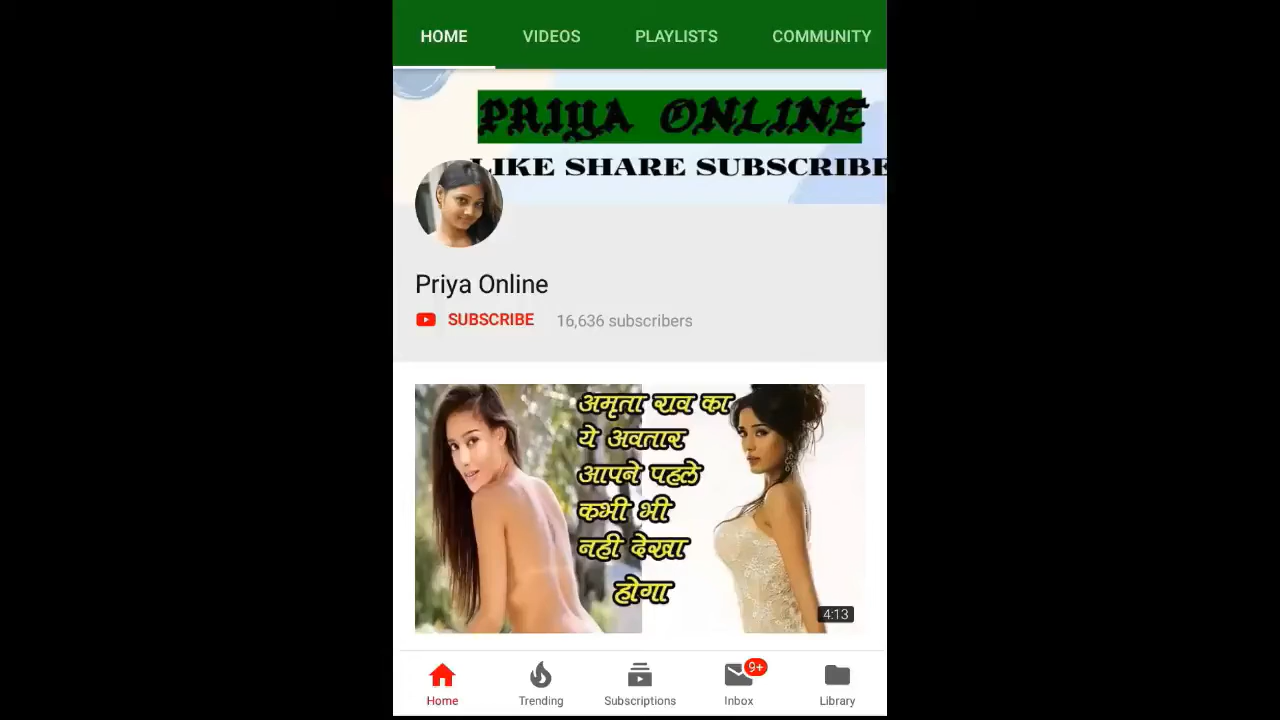 HOME VIDEOS PLAYLISTS COMMUNITY
PRIYA ONLINE
LIKE SHARE SUBSCRIBE
Priya Online
SUBSCRIBE 16,636 subscribers
अमृता राव का
ये अवतार
आपने पहले
कभी भी
नही देखा
होगा
4:13
9+
Home Trending Subscriptions Inbox Library